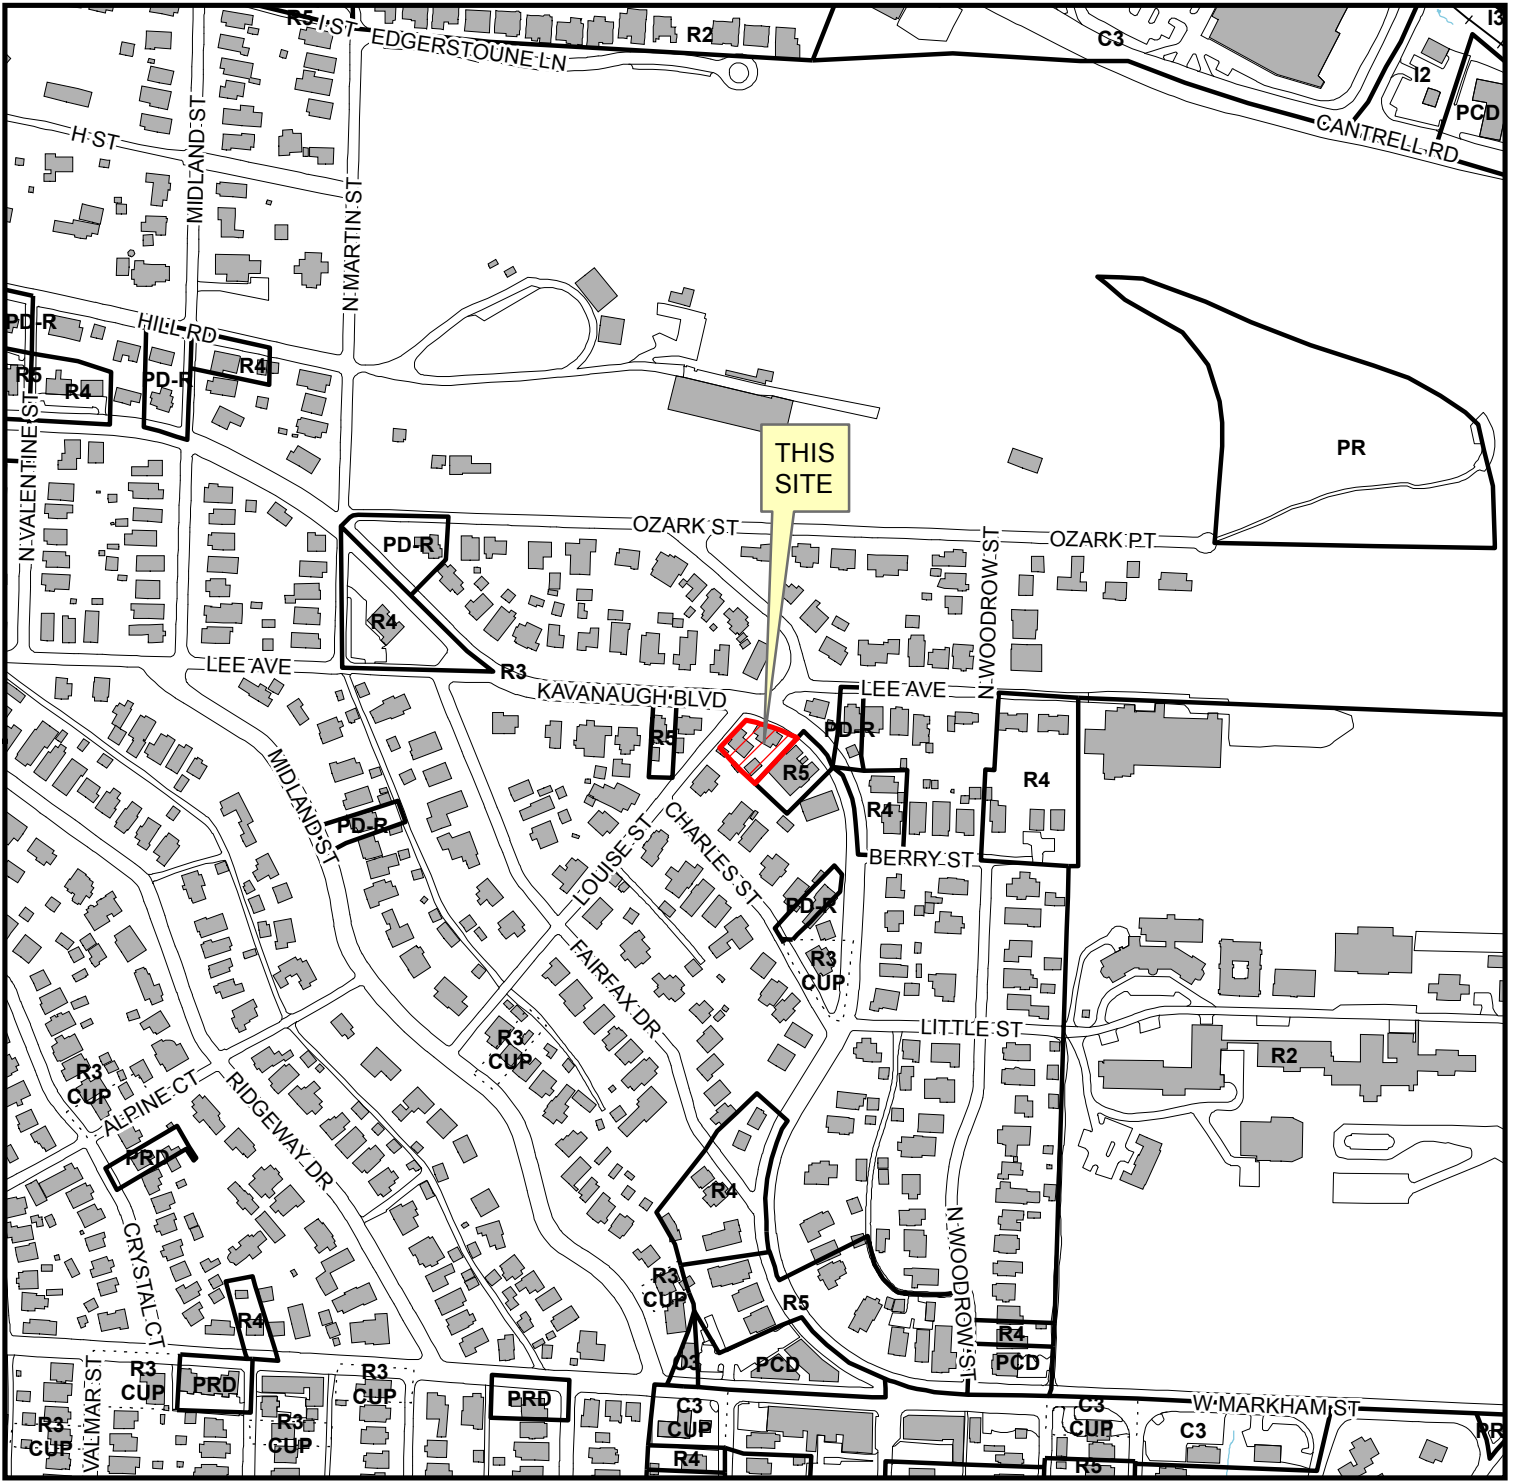 R5
I ST
EDGERSTOUNE LN
R2
C3
I3
I2
PCD
CANTRELL RD
H ST
MIDLAND ST
N MARTIN ST
PD-R
HILL RD
R4
R5
R4
PD-R
N VALENTINE ST
PR
THIS
SITE
OZARK ST
OZARK PT
N WOODROW ST
PD-R
R4
LEE AVE
R3
KAVANAUGH BLVD
LEE AVE
R5
PD-R
R5
R4
R4
MIDLAND ST
PD-R
LOUISE ST
CHARLES ST
BERRY ST
PD-R
R3
CUP
FAIRFAX DR
LITTLE ST
R2
R3
CUP
R3
CUP
ALPINE CT
RIDGEWAY DR
PRD
R4
CRYSTAL CT
N WOODROW ST
R3
CUP
R5
R4
R4
O3
PCD
PCD
VALMAR ST
R3
CUP
PRD
R3
CUP
PRD
C3
CUP
W MARKHAM ST
C3
CUP
C3
PR
R3
CUP
R3
CUP
R4
R5